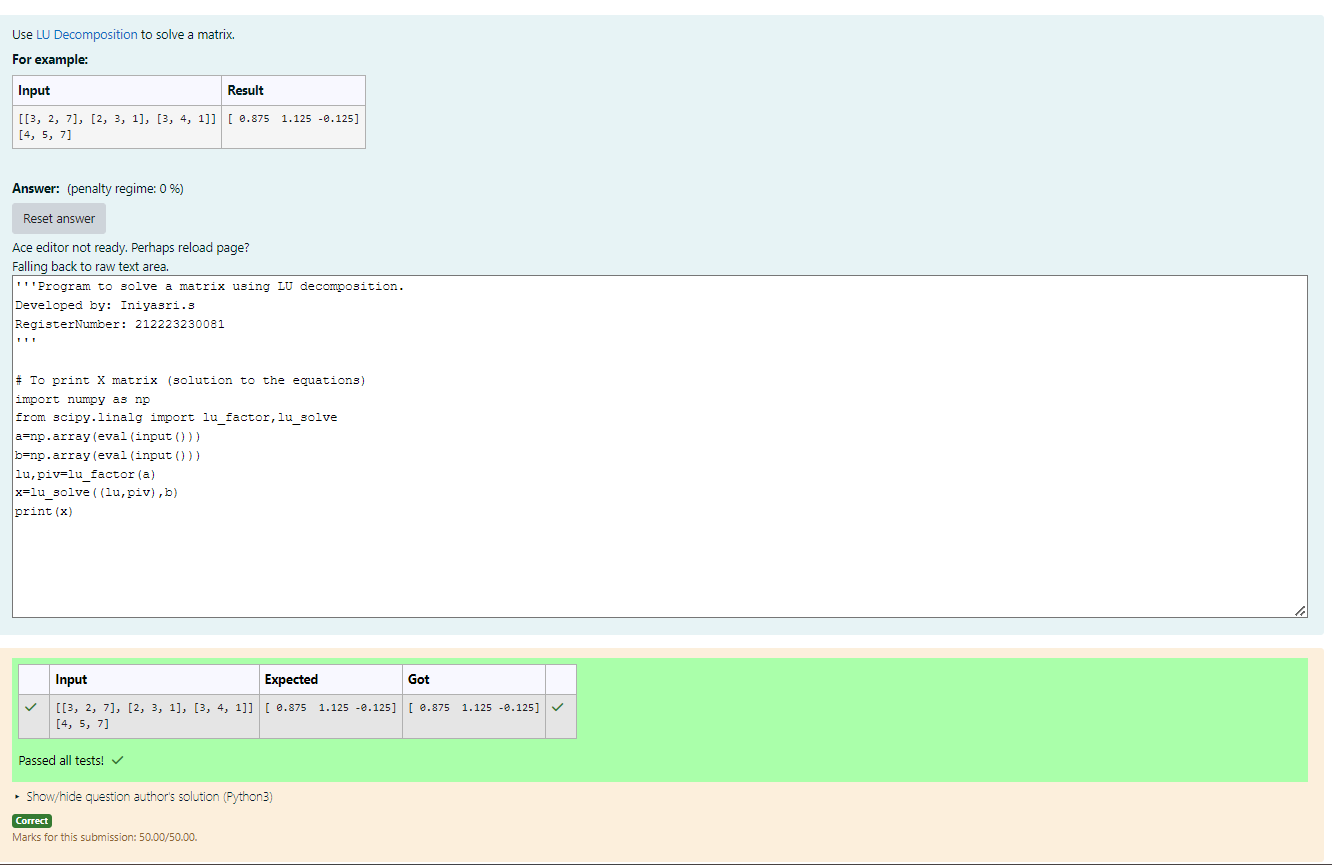 Use LU Decomposition to solve a matrix.
For example:
Input Result
[[3, 2, 7], [2, 3, 1], [3, 4, 1]] [ 0.875  1.125 -0.125]
[4, 5, 7]
Answer: (penalty regime: 0 %)
Reset answer
Ace editor not ready. Perhaps reload page?
Falling back to raw text area.
'''Program to solve a matrix using LU decomposition.
Developed by: Iniyasri.s
RegisterNumber: 212223230081
'''
# To print X matrix (solution to the equations)
import numpy as np
from scipy.linalg import lu_factor,lu_solve
a=np.array(eval(input()))
b=np.array(eval(input()))
lu,piv=lu_factor(a)
x=lu_solve((lu,piv),b)
print(x)
Input Expected Got
[[3, 2, 7], [2, 3, 1], [3, 4, 1]] [ 0.875  1.125 -0.125] [ 0.875  1.125 -0.125]
[4, 5, 7]
Passed all tests!
Show/hide question author's solution (Python3)
Correct
Marks for this submission: 50.00/50.00.